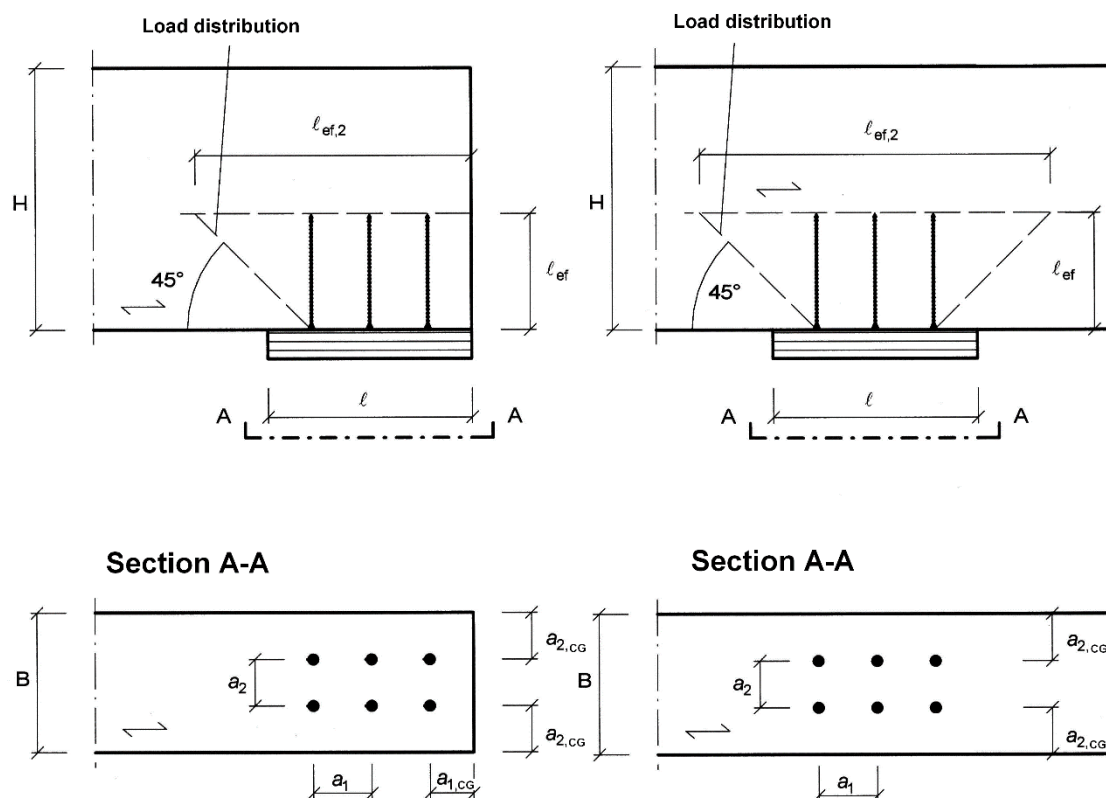 Load distribution
ℓef,2
H
45°
ℓef
ℓ
A A
Load distribution
ℓef,2
H
45°
ℓef
ℓ
A A
Section A-A
B
a2
a2,CG
a2,CG
a1
a1,CG
Section A-A
B
a2
a2,CG
a2,CG
a1